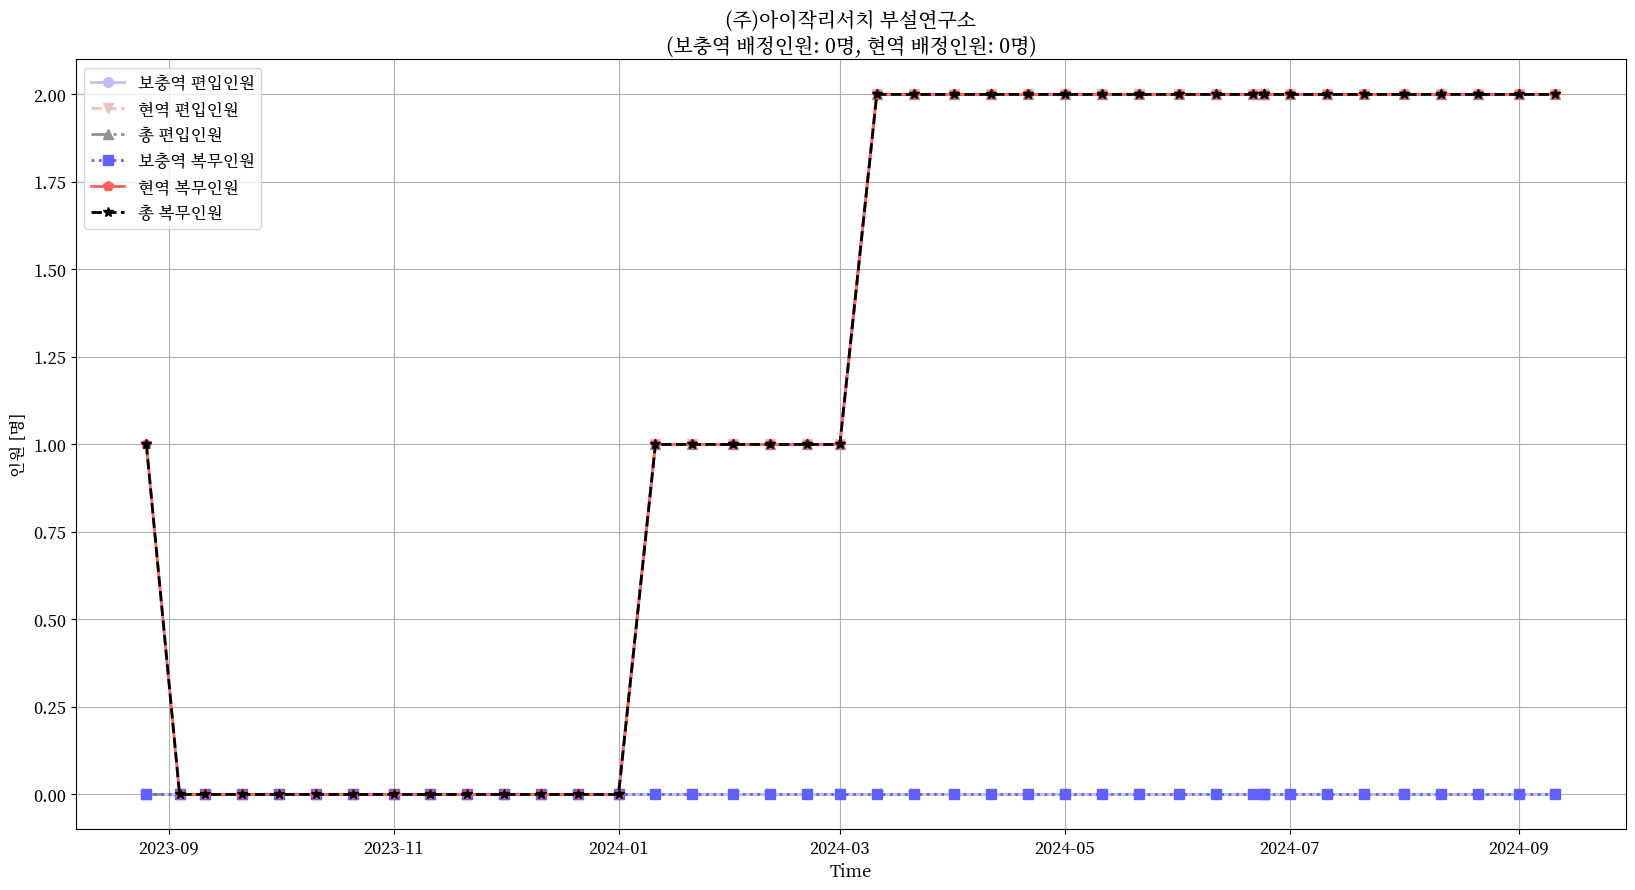 (주)아이작리서치 부설연구소
(보충역 배정인원: 0명, 현역 배정인원: 0명)
보충역 편입인원
현역 편입인원
총 편입인원
보충역 복무인원
현역 복무인원
총 복무인원
2.00
1.75
1.50
1.25
1.00
0.75
0.50
0.25
0.00
인원 [명]
2023-09
2023-11
2024-01
2024-03
2024-05
2024-07
2024-09
Time